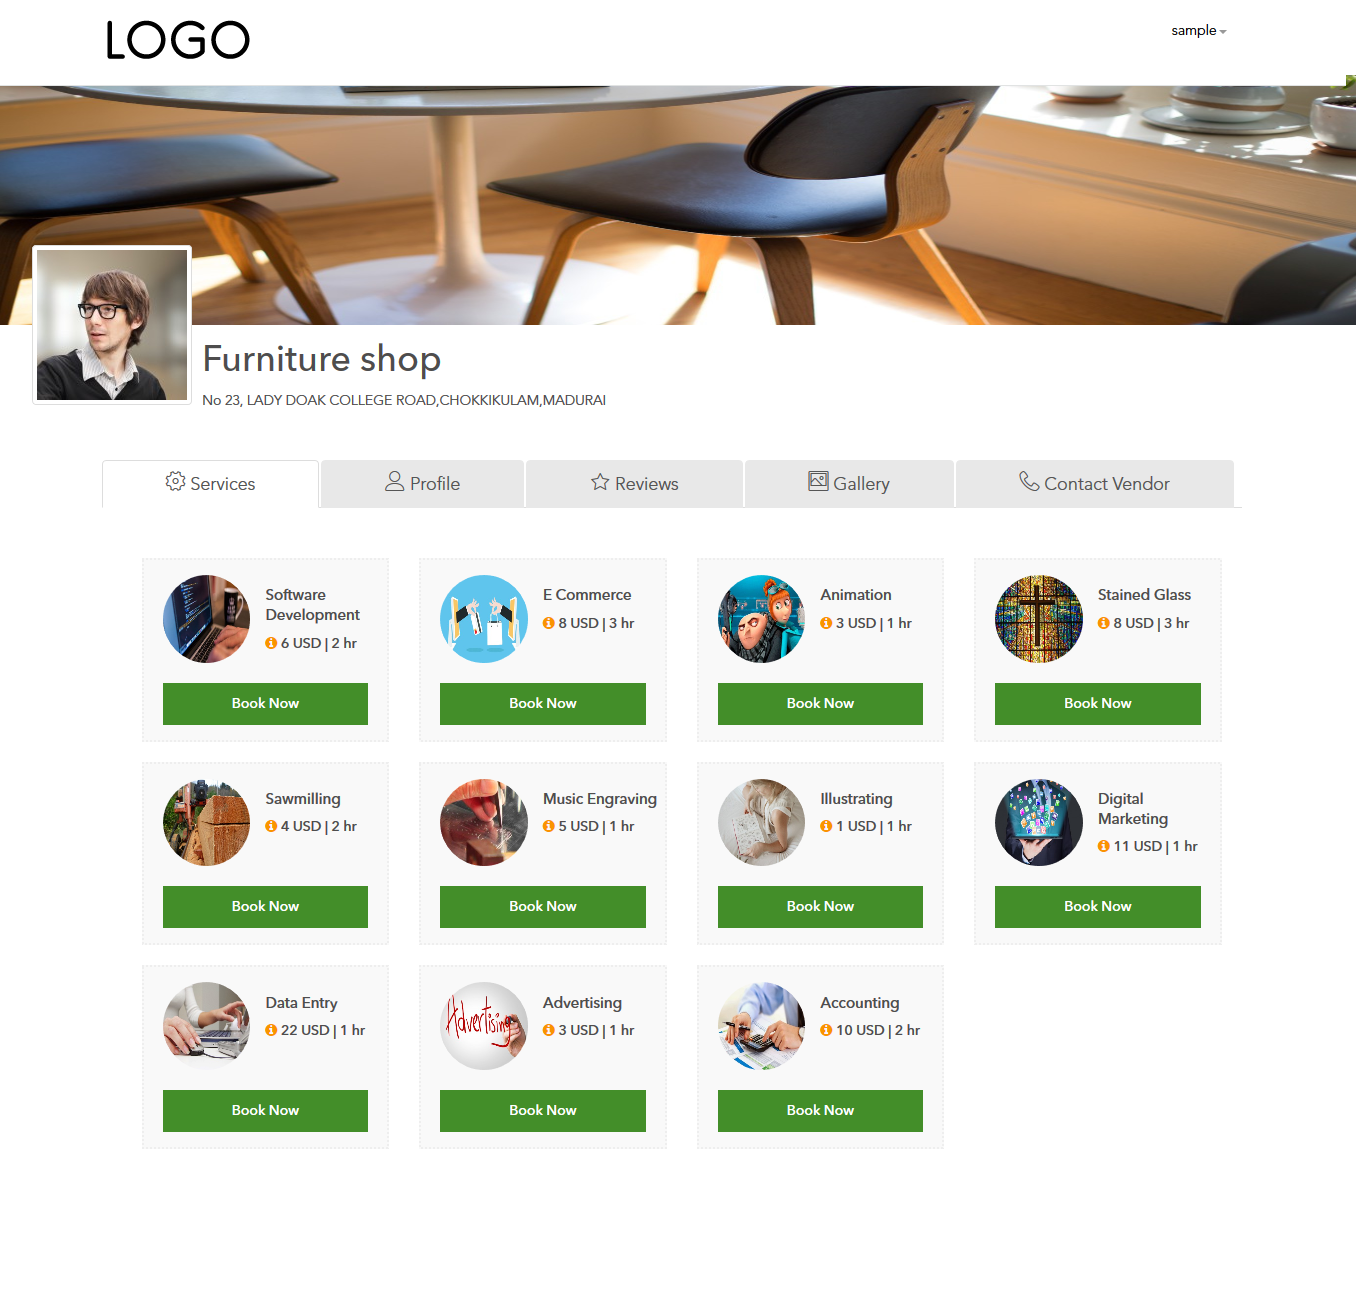 LOGO
sample
Furniture shop
No 23, LADY DOAK COLLEGE ROAD,CHOKKIKULAM,MADURAI
Services
Profile
Reviews
Gallery
Contact Vendor
Software
Development
6 USD | 2 hr
Book Now
E Commerce
8 USD | 3 hr
Book Now
Animation
3 USD | 1 hr
Book Now
Stained Glass
8 USD | 3 hr
Book Now
Sawmilling
4 USD | 2 hr
Book Now
Music Engraving
5 USD | 1 hr
Book Now
Illustrating
1 USD | 1 hr
Book Now
Digital
Marketing
11 USD | 1 hr
Book Now
Data Entry
22 USD | 1 hr
Book Now
Advertising
Advertising
3 USD | 1 hr
Book Now
Accounting
10 USD | 2 hr
Book Now